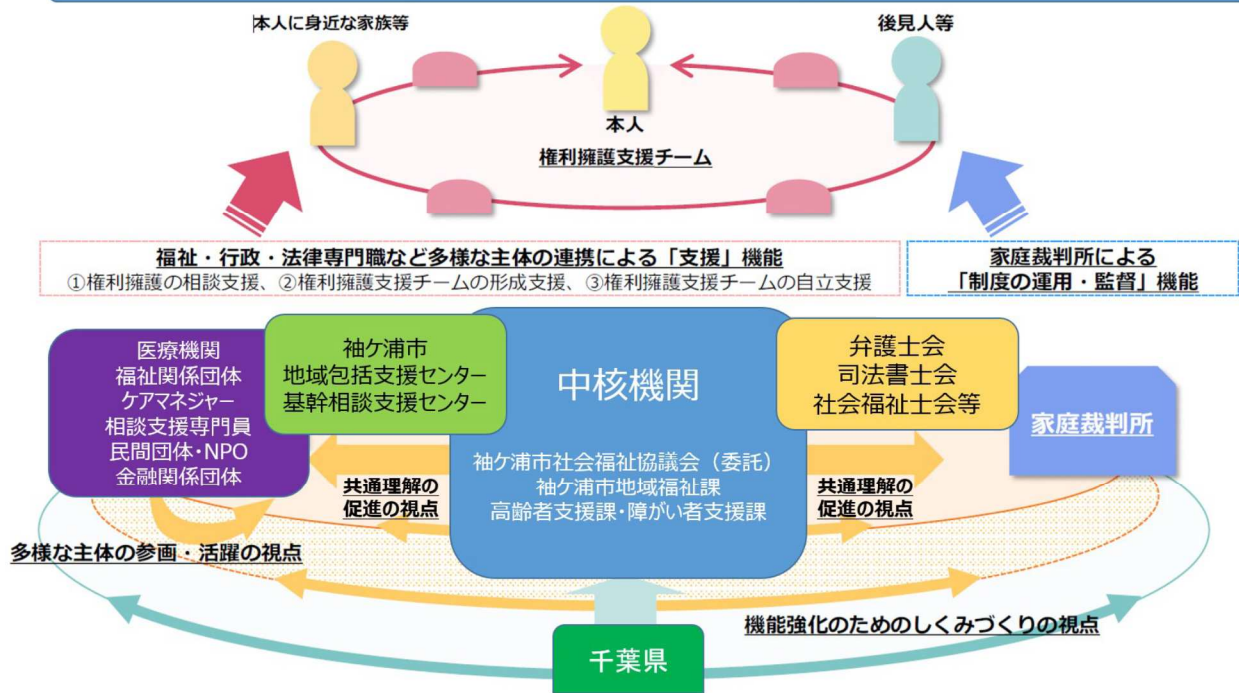 本人に身近な家族等
後見人等
本人
権利擁護支援チーム
福祉・行政・法律専門職など多様な主体の連携による「支援」機能
①権利擁護の相談支援、②権利擁護支援チームの形成支援、③権利擁護支援チームの自立支援
家庭裁判所による
「制度の運用・監督」機能
医療機関
福祉関係団体
ケアマネジャー
相談支援専門員
民間団体・NPO
金融関係団体
袖ケ浦市
地域包括支援センター
基幹相談支援センター
中核機関
袖ケ浦市社会福祉協議会（委託）
袖ケ浦市地域福祉課
高齢者支援課・障がい者支援課
弁護士会
司法書士会
社会福祉士会等
家庭裁判所
共通理解の
促進の視点
共通理解の
促進の視点
多様な主体の参画・活躍の視点
機能強化のためのしくみづくりの視点
千葉県